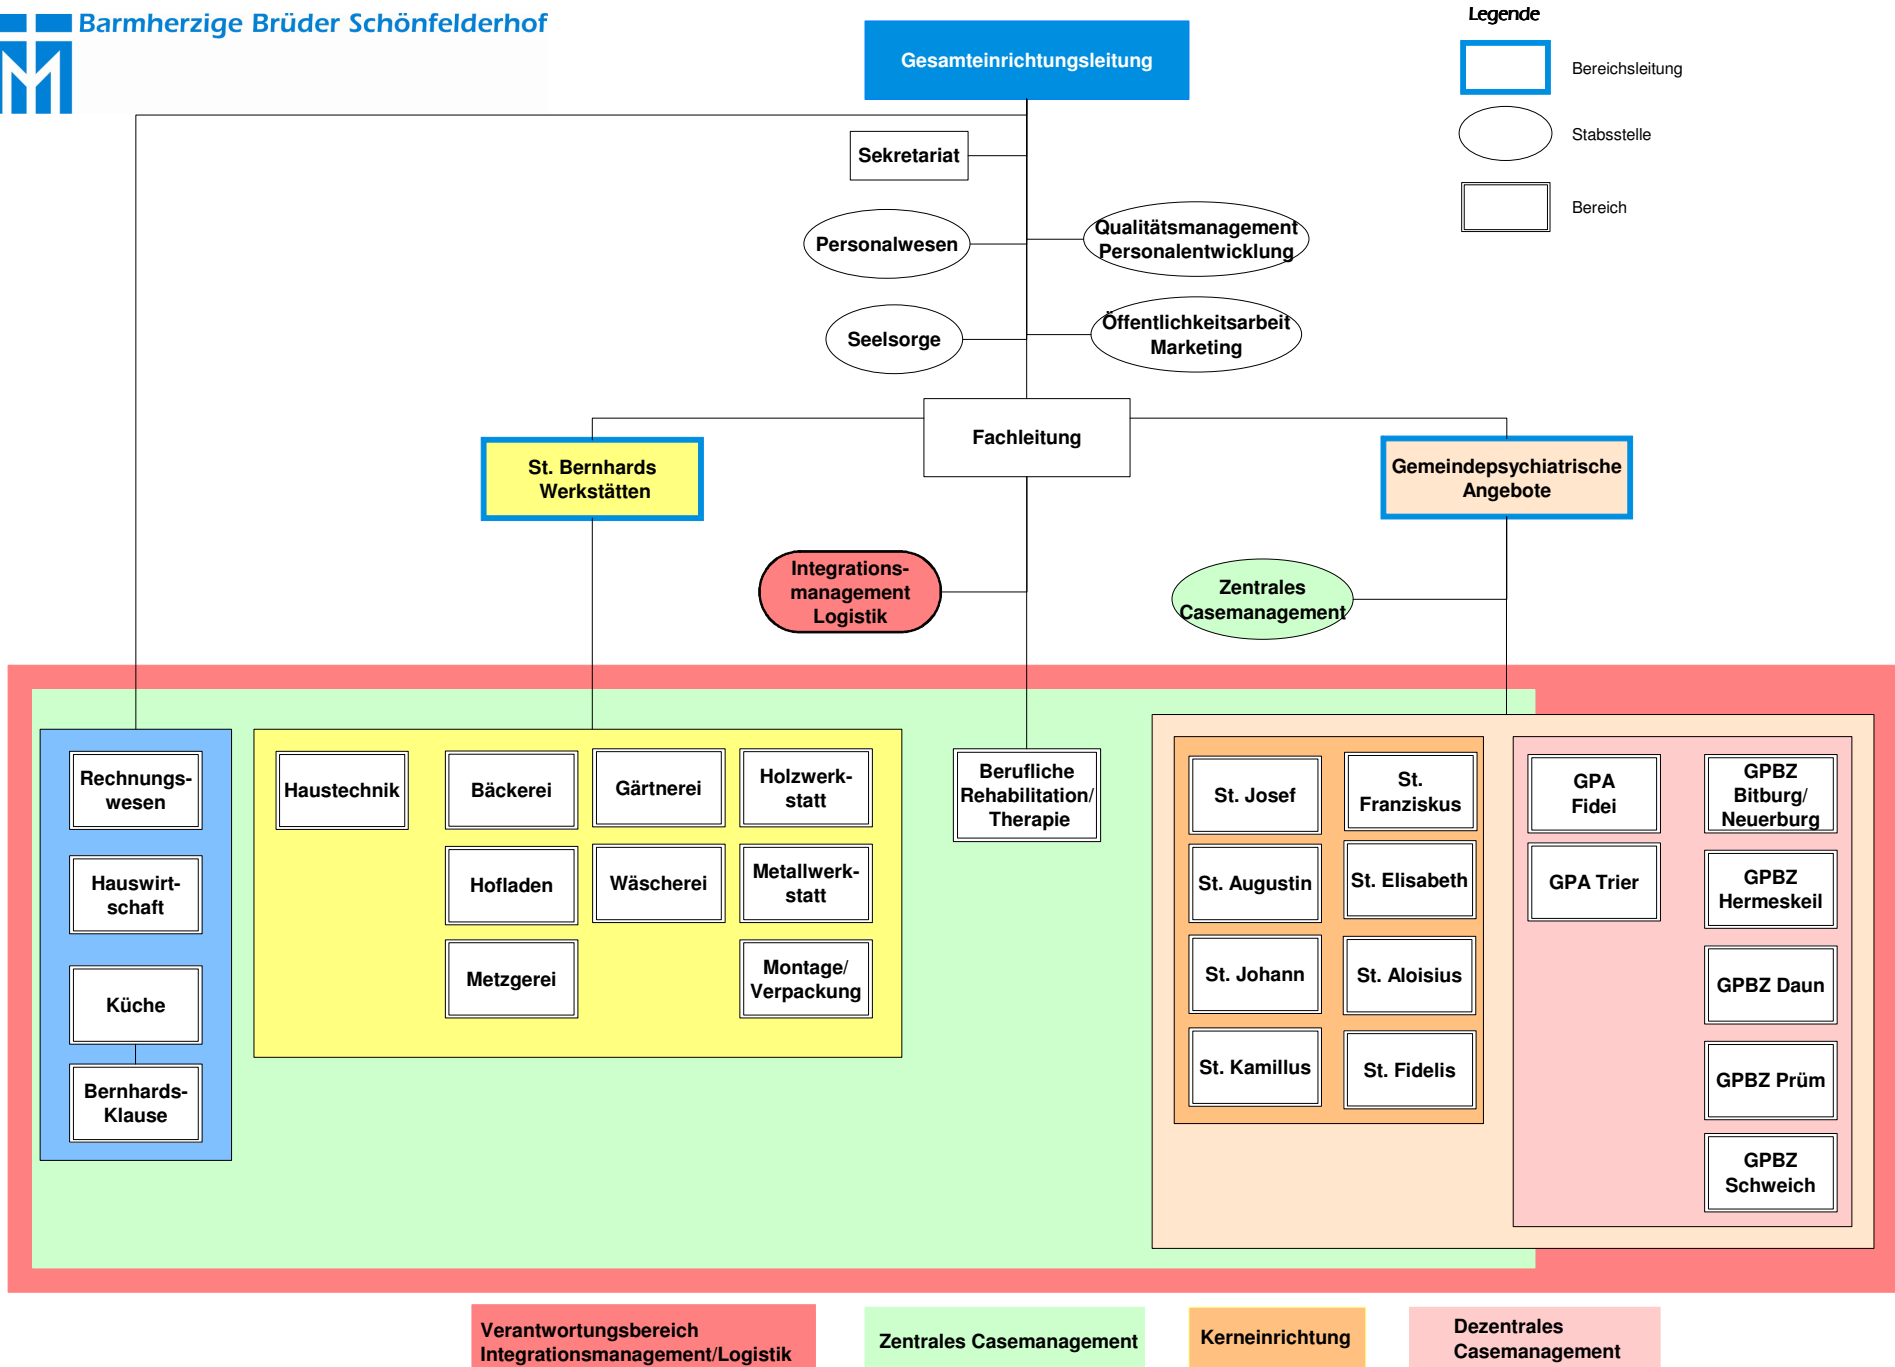 Barmherzige Brüder Schönfelderhof
Gesamteinrichtungsleitung
Legende
Bereichsleitung
Stabsstelle
Bereich
Sekretariat
Personalwesen
Qualitätsmanagement
Personalentwicklung
Seelsorge
Öffentlichkeitsarbeit
Marketing
Fachleitung
St. Bernhards
Werkstätten
Gemeindepsychiatrische
Angebote
Integrations-
management
Logistik
Zentrales
Casemanagement
Rechnungs-
wesen
Hauswirt-
schaft
Küche
Bernhards-
Klause
Haustechnik
Bäckerei
Gärtnerei
Holzwerk-
statt
Hofladen
Wäscherei
Metallwerk-
statt
Metzgerei
Montage/
Verpackung
Berufliche
Rehabilitation/
Therapie
St. Josef
St.
Franziskus
St. Augustin
St. Elisabeth
St. Johann
St. Aloisius
St. Kamillus
St. Fidelis
GPA
Fidei
GPBZ
Bitburg/
Neuerburg
GPA Trier
GPBZ
Hermeskeil
GPBZ Daun
GPBZ Prüm
GPBZ
Schweich
Verantwortungsbereich
Integrationsmanagement/Logistik
Zentrales Casemanagement
Kerneinrichtung
Dezentrales
Casemanagement